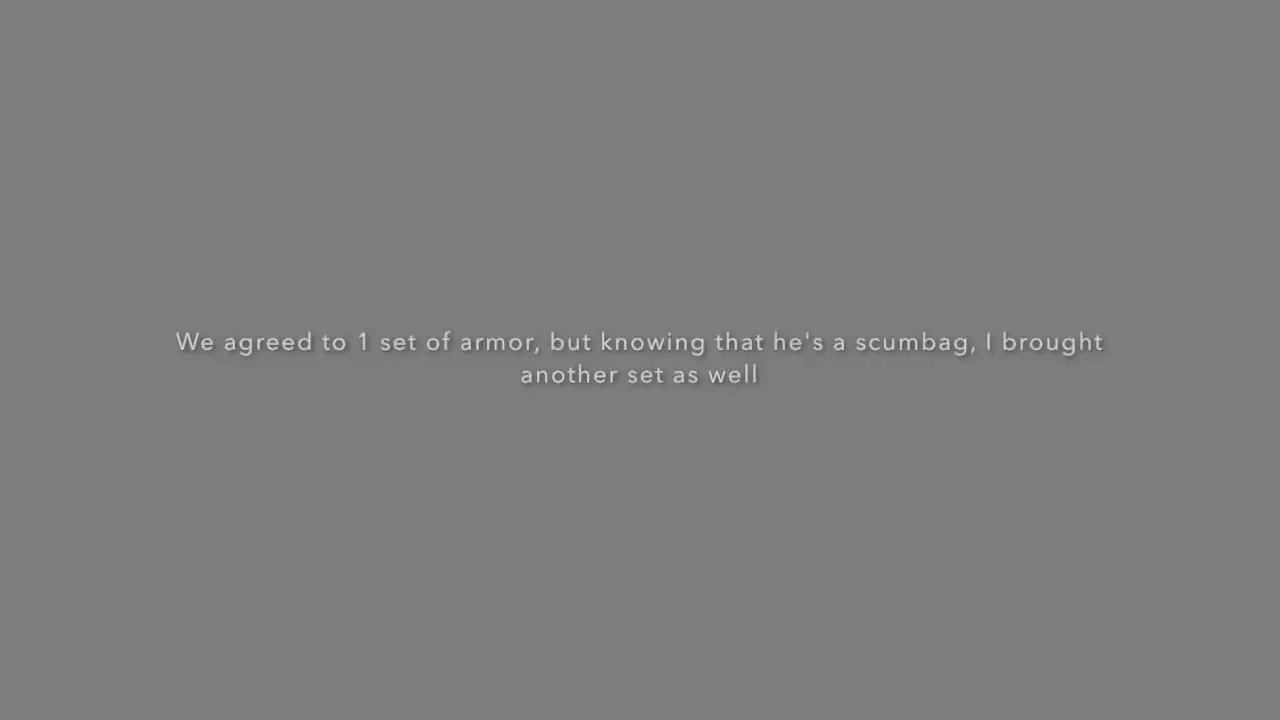 We agreed to 1 set of armor, but knowing that he's a scumbag, I brought
another set as well